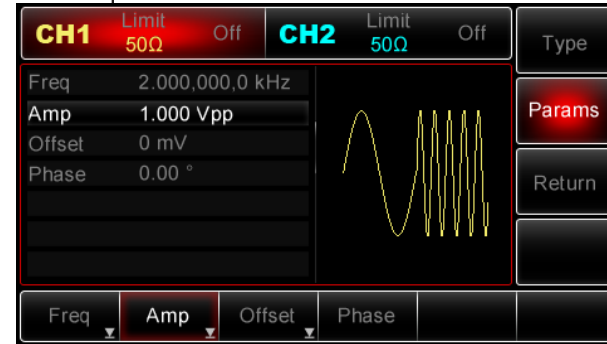 CH1 Limit 50Ω Off CH2 Limit 50Ω Off
Type
Freq 2.000,000,0 kHz
Amp 1.000 Vpp
Params
Offset 0 mV
Phase 0.00 °
Return
Freq Amp Offset Phase